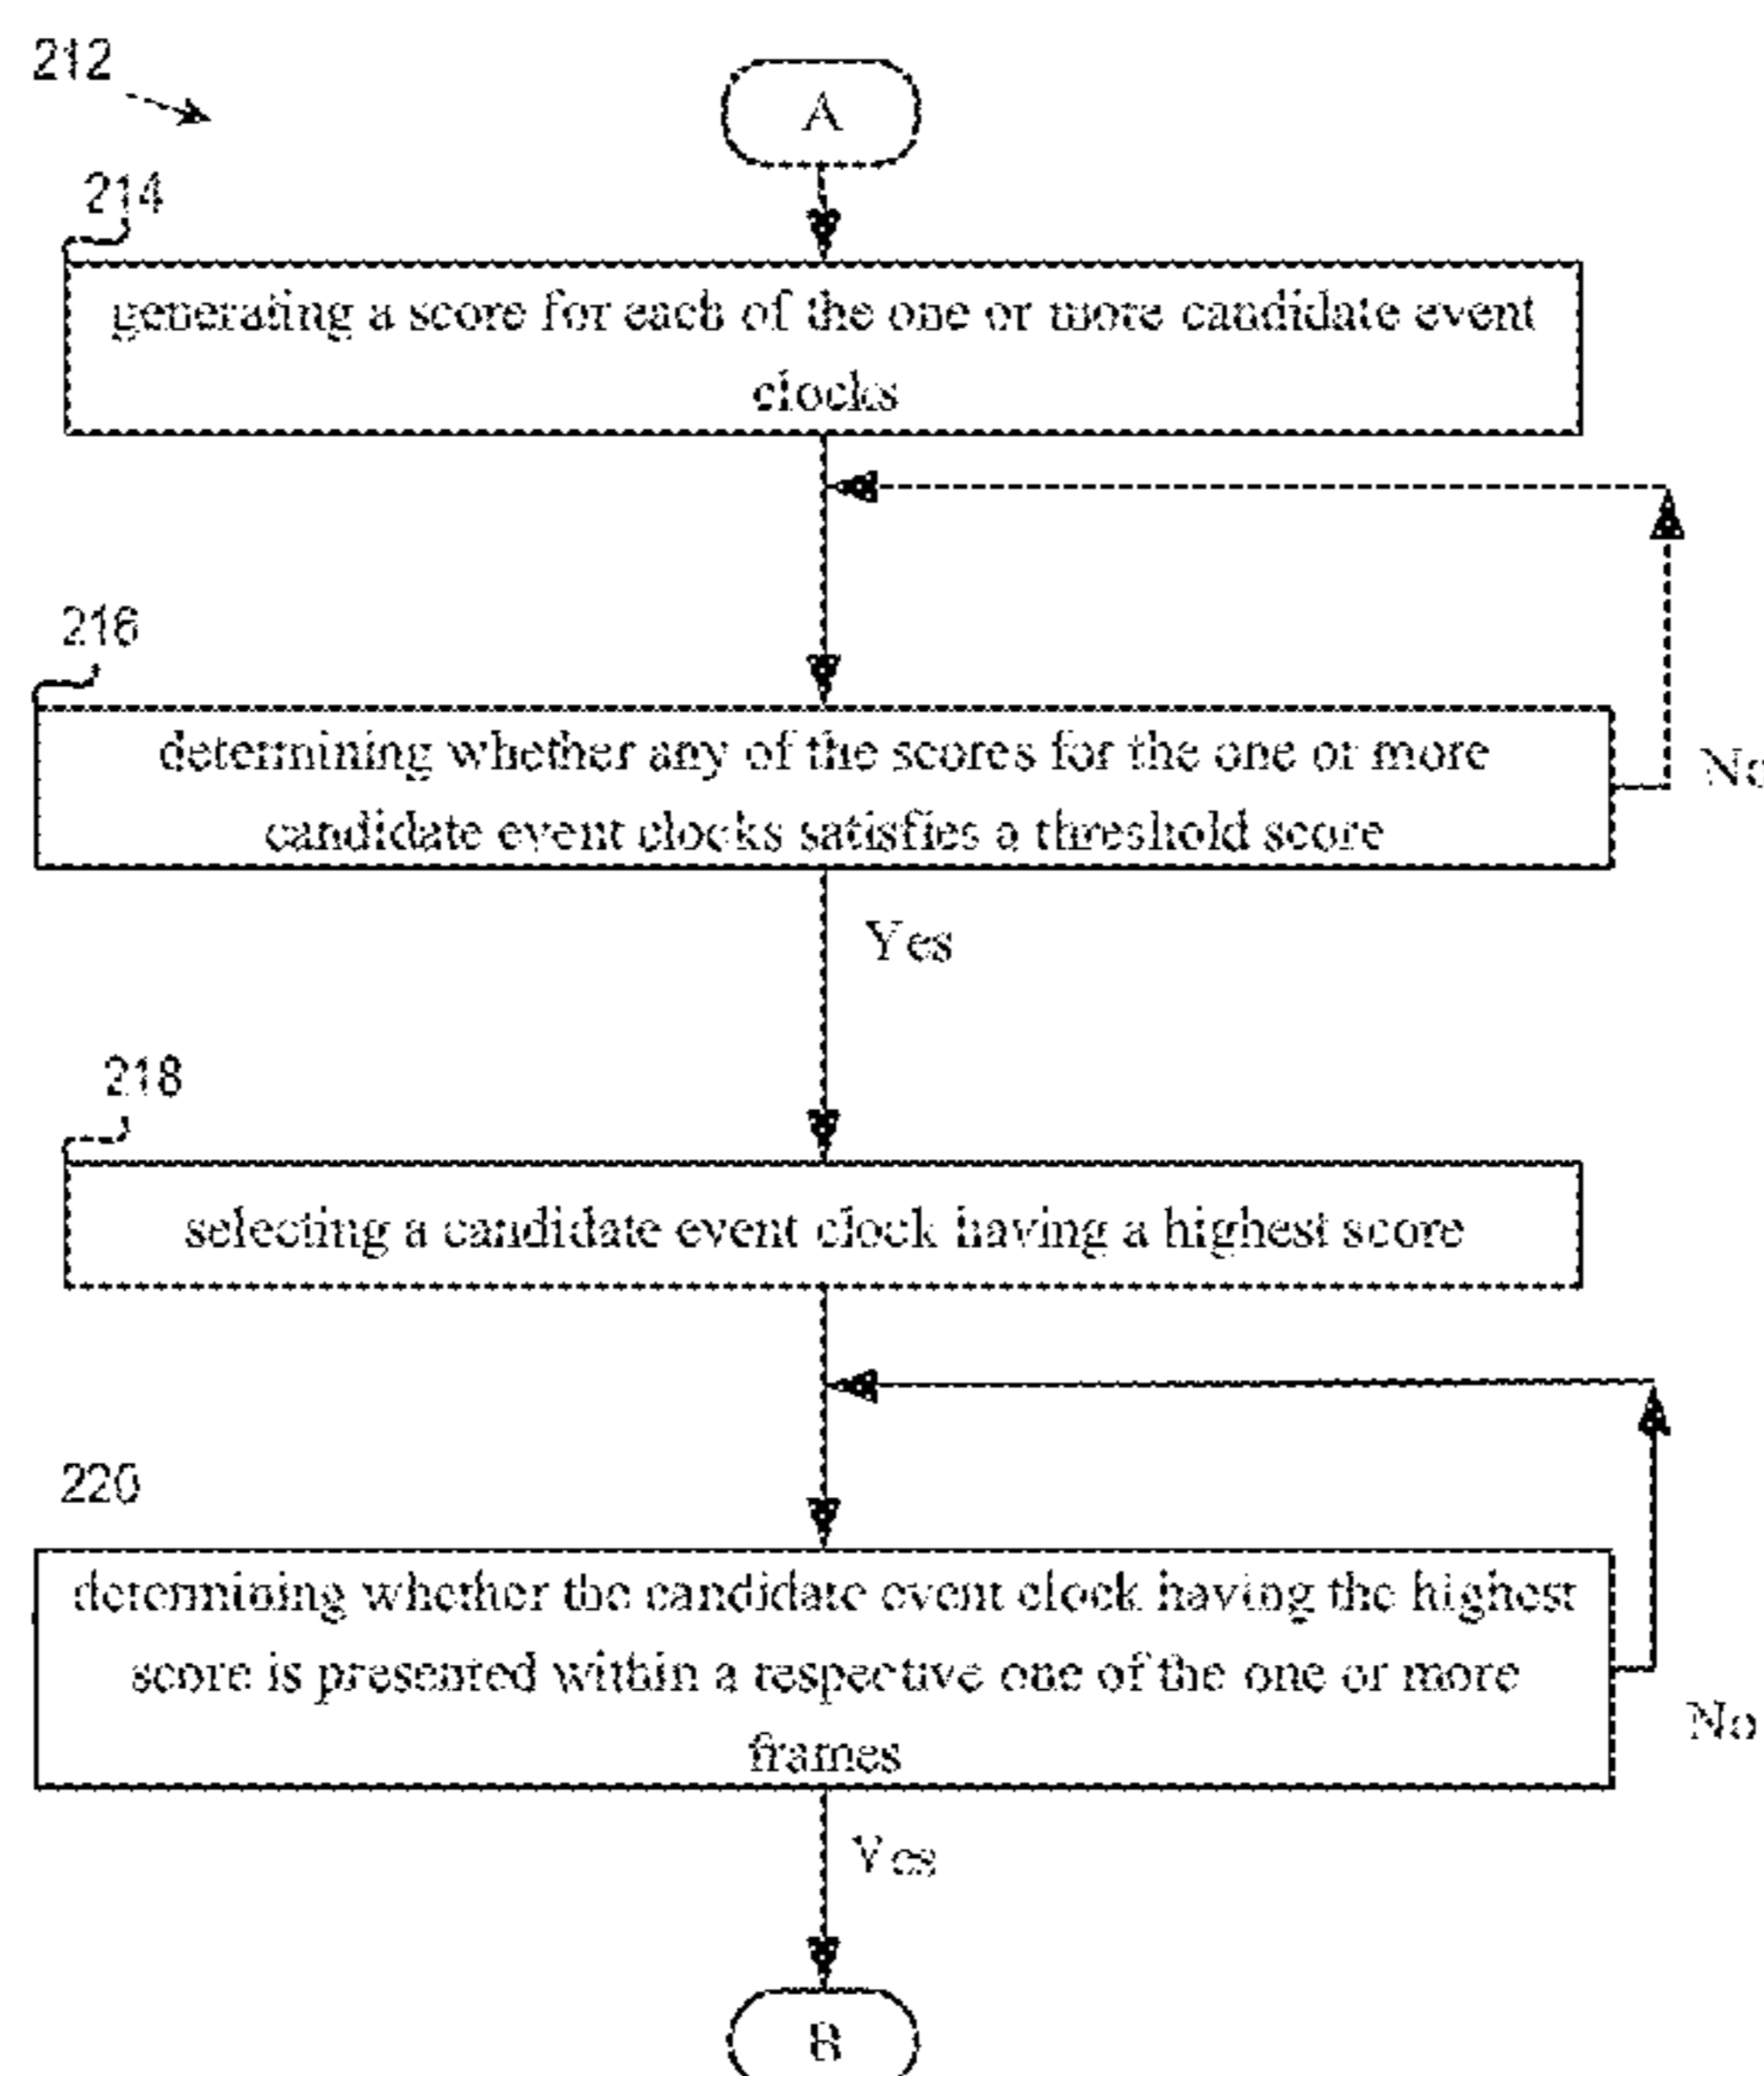 212
A
214
generating a score for each of the one or more candidate event
clocks
216
determining whether any of the scores for the one or more
candidate event clocks satisfies a threshold score
No
Yes
218
selecting a candidate event clock having a highest score
220
determining whether the candidate event clock having the highest
score is presented within a respective one of the one or more
frames
No
Yes
B